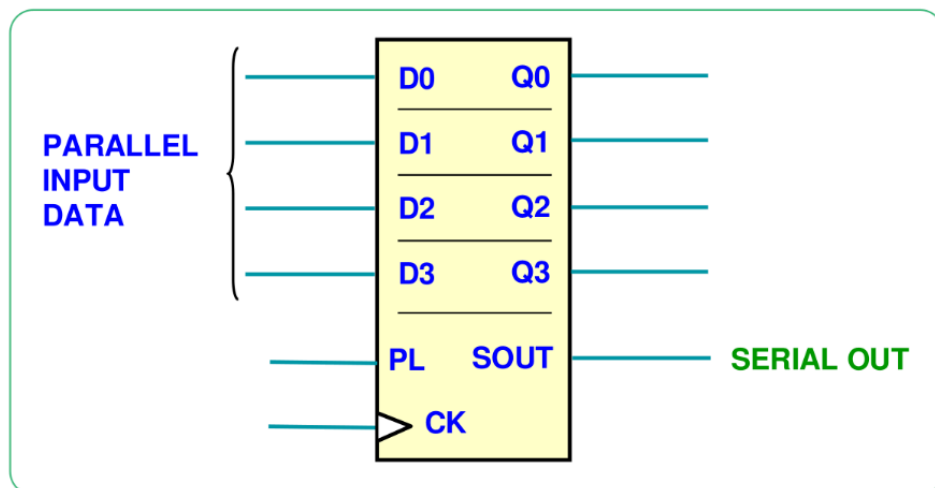 PARALLEL
INPUT
DATA
D0 Q0
D1 Q1
D2 Q2
D3 Q3
PL SOUT
CK
SERIAL OUT